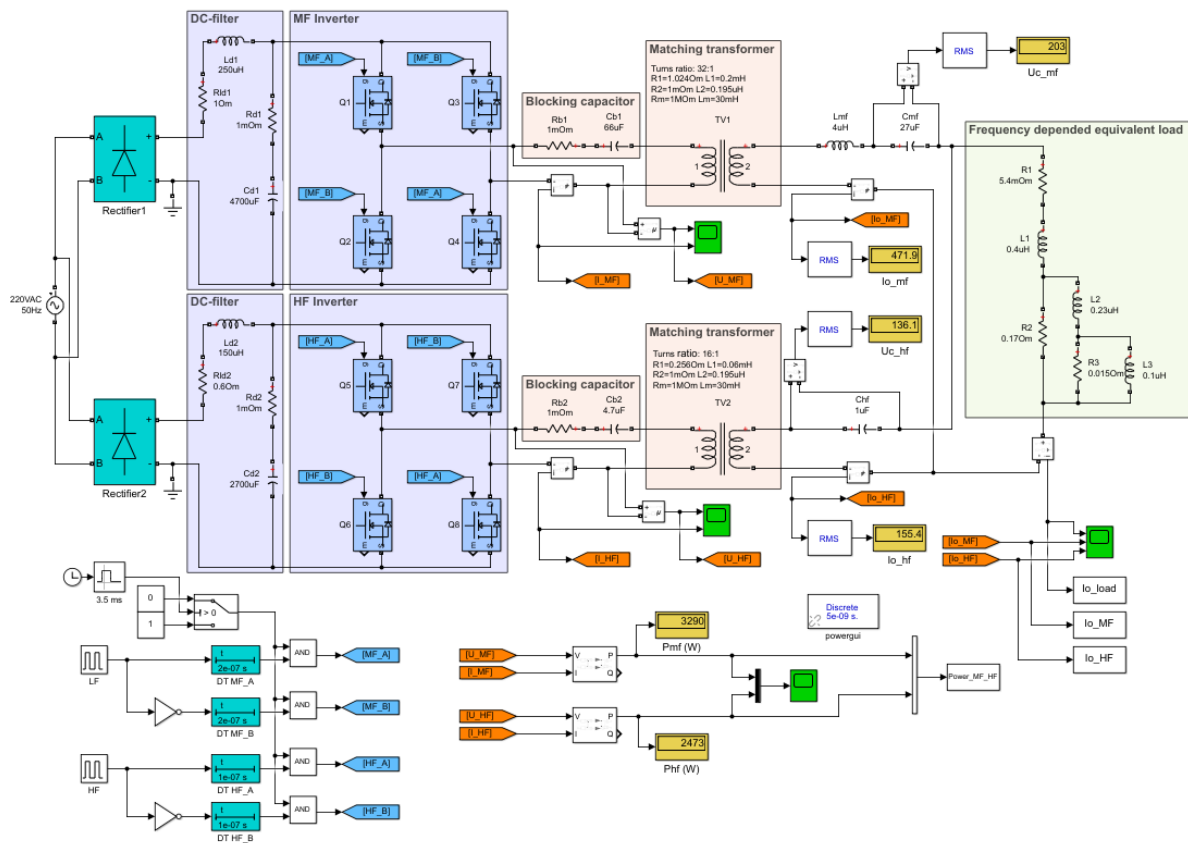 DC-filter
MF Inverter
Ld1
250uH
Rld1
1Om
Rd1
1mOm
Cd1
4700uF
A
B
+
-
Rectifier1
[MF_A]
[MF_B]
Q1
Q3
[MF_B]
[MF_A]
Q2
Q4
Blocking capacitor
Rb1
1mOm
Cb1
66uF
Matching transformer
Turns ratio: 32:1
R1=1.024Om L1=0.2mH
R2=1mOm L2=0.195uH
Rm=1MOm Lm=30mH
TV1
1
2
Lmf
4uH
Cmf
27uF
RMS
203
Uc_mf
[Io_MF]
RMS
471.9
Io_mf
[I_MF]
[U_MF]
Frequency depended equivalent load
R1
5.4mOm
L1
0.4uH
L2
0.23uH
R2
0.17Om
R3
0.015Om
L3
0.1uH
220VAC
50Hz
DC-filter
HF Inverter
Ld2
150uH
Rld2
0.6Om
Rd2
1mOm
Cd2
2700uF
A
B
+
-
Rectifier2
[HF_A]
[HF_B]
Q5
Q7
[HF_B]
[HF_A]
Q6
Q8
Blocking capacitor
Rb2
1mOm
Cb2
4.7uF
Matching transformer
Turns ratio: 16:1
R1=0.256Om L1=0.06mH
R2=1mOm L2=0.195uH
Rm=1MOm Lm=30mH
TV2
1
2
RMS
136.1
Uc_hf
Chf
1uF
[Io_HF]
RMS
155.4
Io_hf
[I_HF]
[U_HF]
[Io_MF]
[Io_HF]
Io_load
Io_MF
Io_HF
3.5 ms
0
1
> 0
LF
t
2e-07 s
DT MF_A
AND
[MF_A]
t
2e-07 s
DT MF_B
AND
[MF_B]
HF
t
1e-07 s
DT HF_A
AND
[HF_A]
t
1e-07 s
DT HF_B
AND
[HF_B]
[U_MF]
[I_MF]
V
I
P
Q
3290
Pmf (W)
[U_HF]
[I_HF]
V
I
P
Q
2473
Phf (W)
Discrete
5e-09 s.
powergui
Power_MF_HF